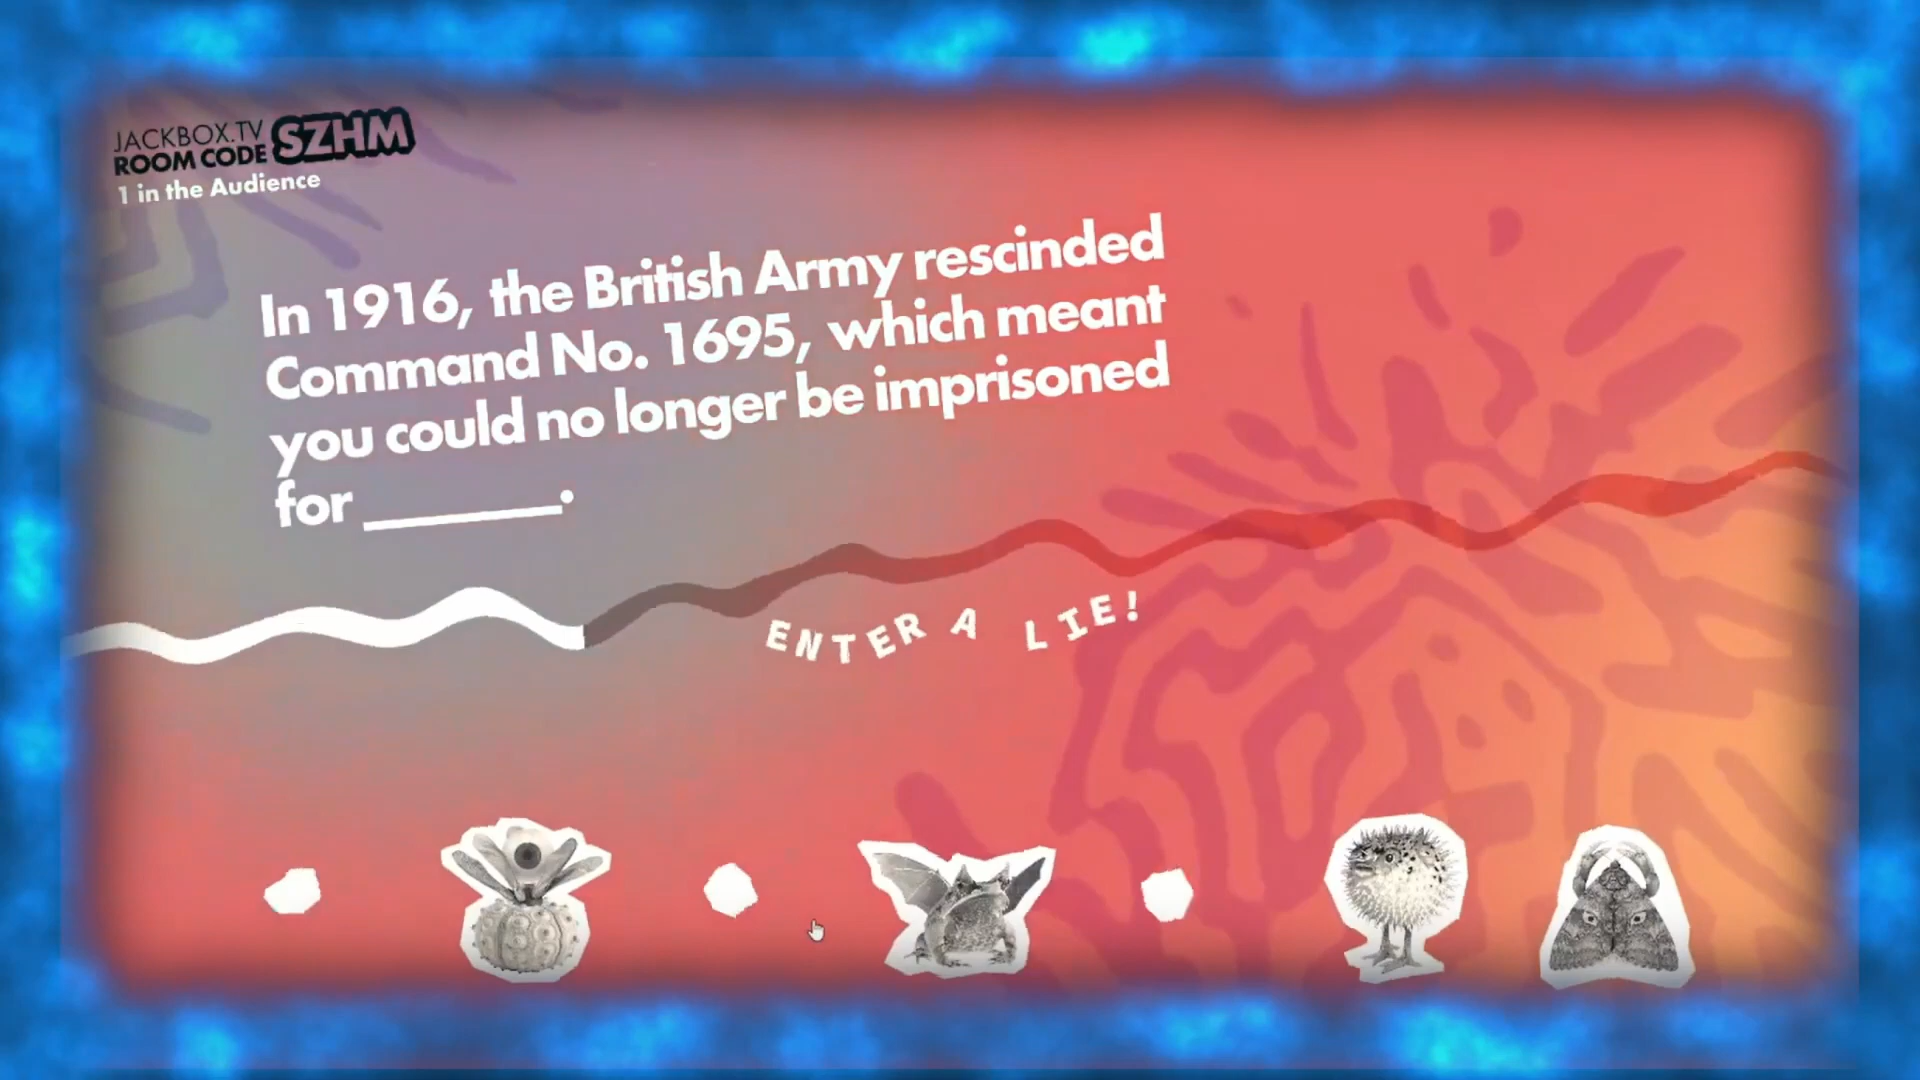 JACKBOX.TV
ROOM CODE SZHM
1 in the Audience
In 1916, the British Army rescinded
Command No. 1695, which meant
you could no longer be imprisoned
for ________.
ENTER A LIE!